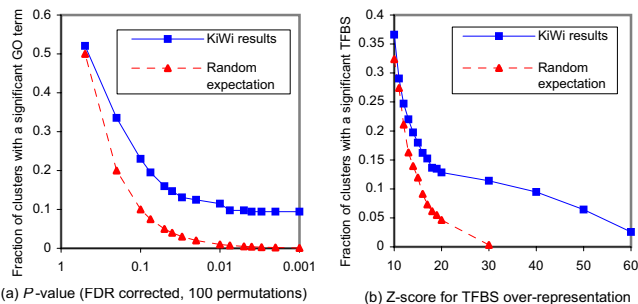 Fraction of clusters with a significant GO term
0.6
0.5
0.4
0.3
0.2
0.1
0
1
0.1
0.01
0.001
KiWi results
Random
expectation
(a) P-value (FDR corrected, 100 permutations)
Fraction of clusters with a significant TFBS
0.4
0.35
0.3
0.25
0.2
0.15
0.1
0.05
0
10
20
30
40
50
60
KiWi results
Random
expectation
(b) Z-score for TFBS over-representation